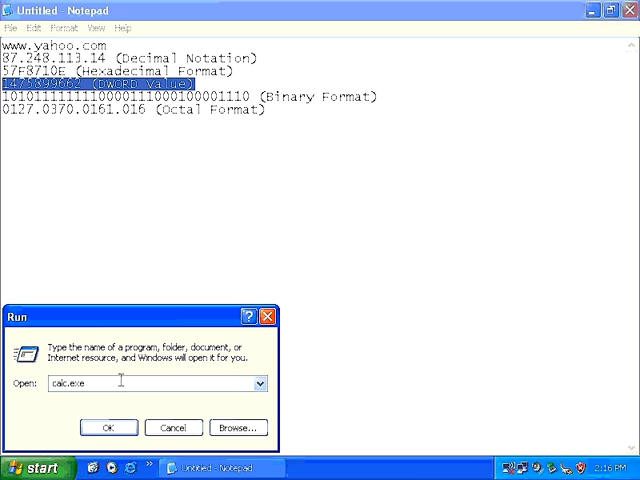 Untitled - Notepad
File Edit Format View Help
www.yahoo.com
87.248.113.14 (Decimal Notation)
57F8710E (Hexadecimal Format)
1475899662 (DWORD Value)
1010111111110000111000100001110 (Binary Format)
0127.0370.0161.016 (Octal Format)
Run
Type the name of a program, folder, document, or
Internet resource, and Windows will open it for you.
Open: calc.exe
OK Cancel Browse...
start » Untitled - Notepad 2:16 PM